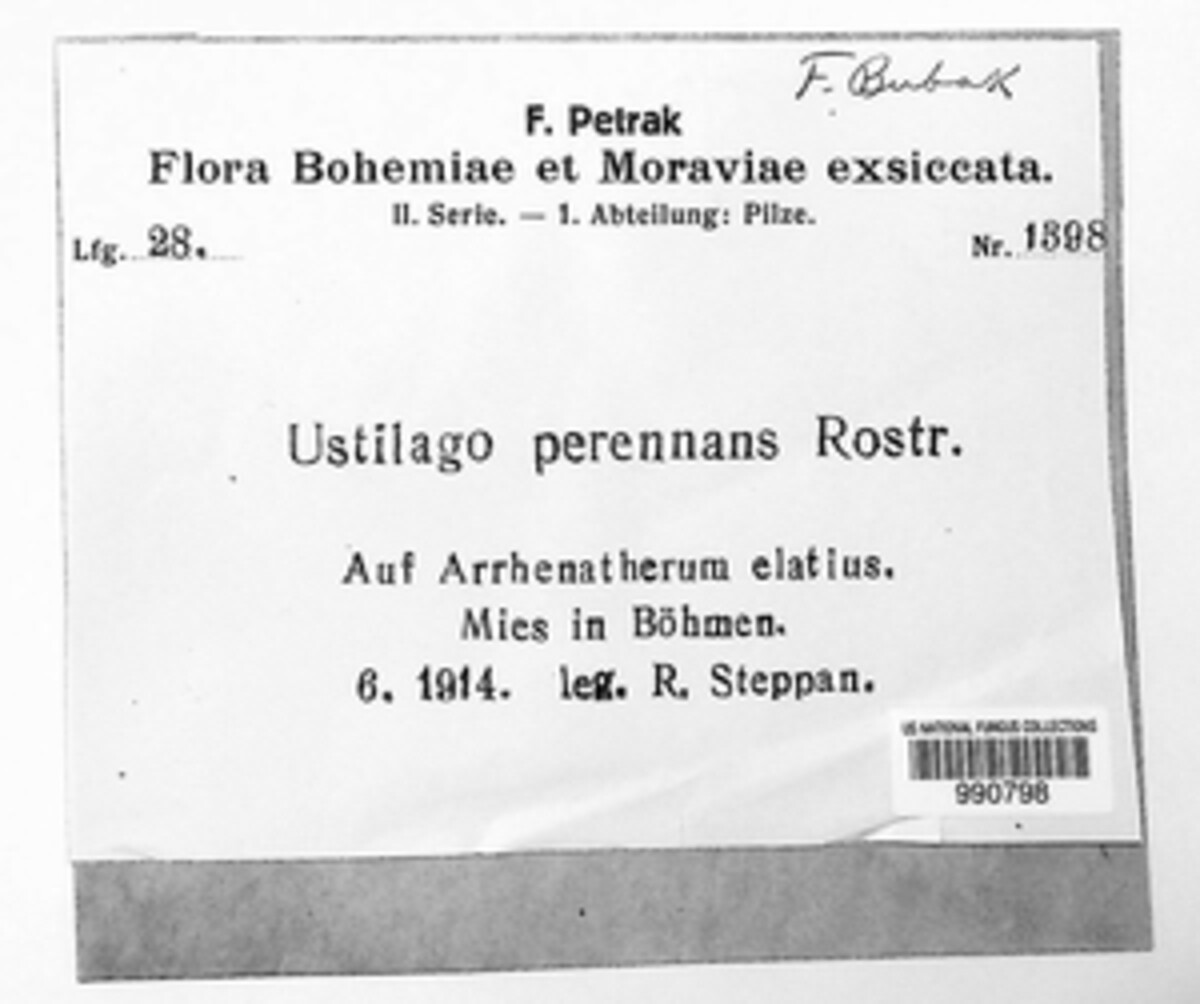 F. Bubak
F. Petrak
Flora Bohemiae et Moraviae exsiccata.
II. Serie. — 1. Abteilung: Pilze.
Lfg. 28.
Nr. 1398
Ustilago perennans Rostr.
Auf Arrhenatherum elatius.
Mies in Böhmen.
6. 1914. leg. R. Steppan.
US NATIONAL FUNGUS COLLECTIONS
990798